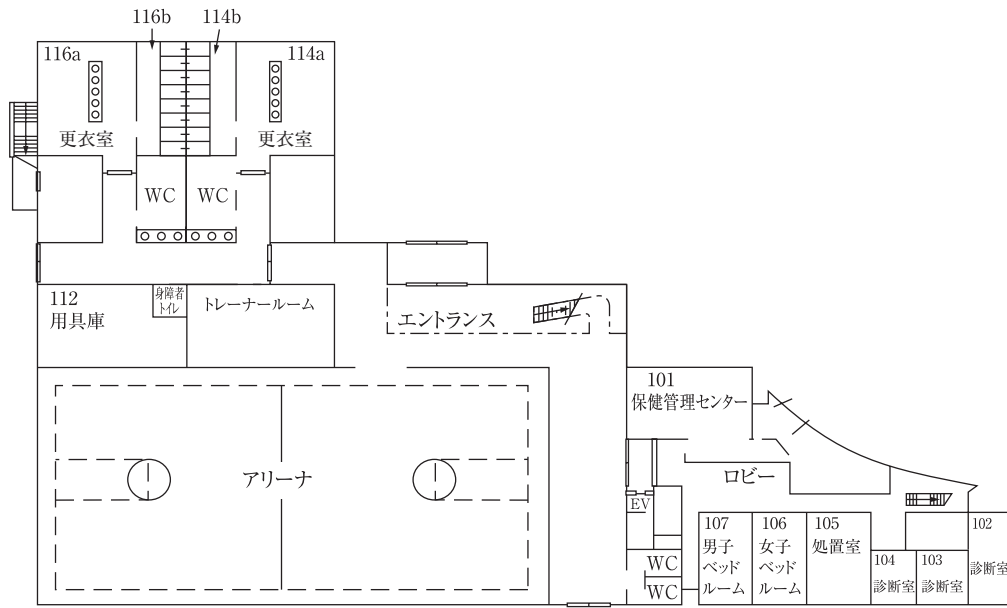 116b
114b
116a
114a
更衣室
更衣室
WC
WC
112
用具庫
身障者
トイレ
トレーナールーム
エントランス
101
保健管理センター
アリーナ
ロビー
EV
107
男子
ベッド
ルーム
106
女子
ベッド
ルーム
105
処置室
104
診断室
103
診断室
102
診断室
WC
WC